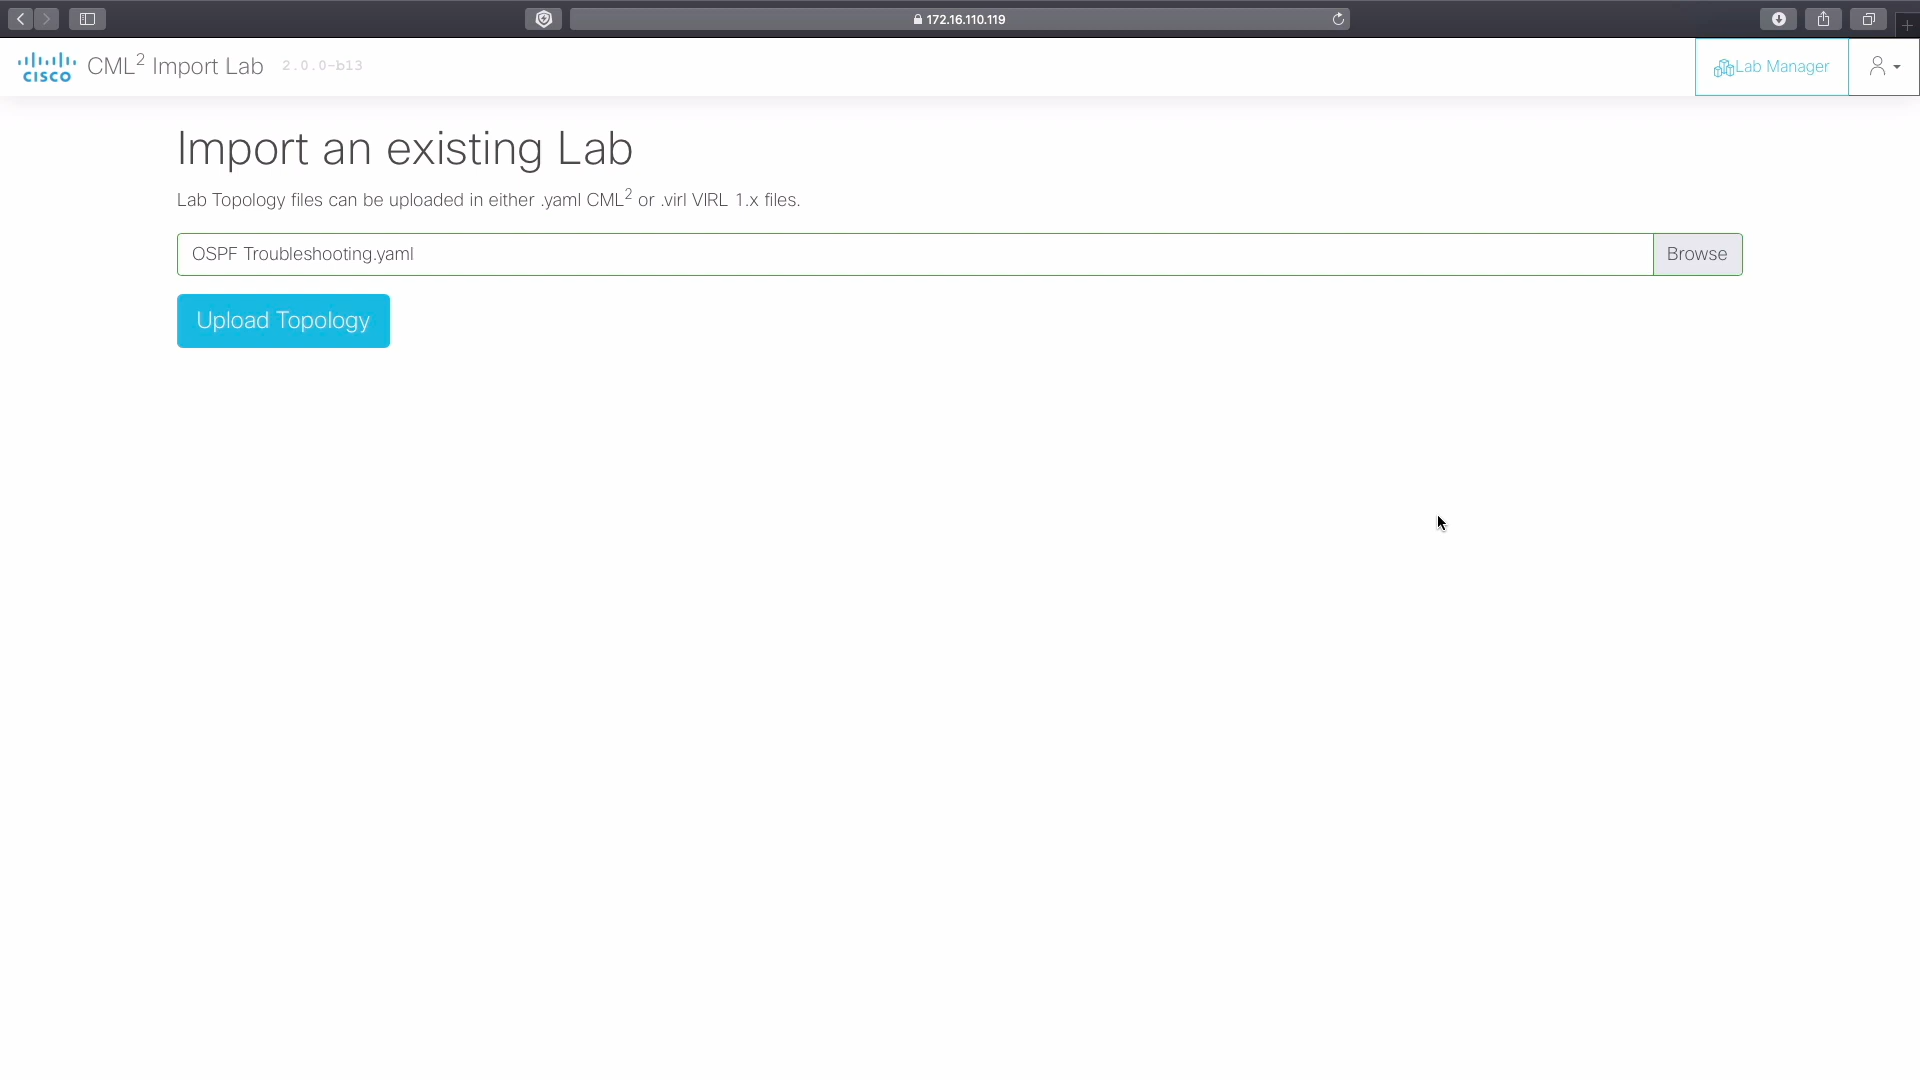 172.16.110.119
CISCO CML² Import Lab 2.0.0-b13
Lab Manager
Import an existing Lab
Lab Topology files can be uploaded in either .yaml CML² or .virl VIRL 1.x files.
OSPF Troubleshooting.yaml
Browse
Upload Topology